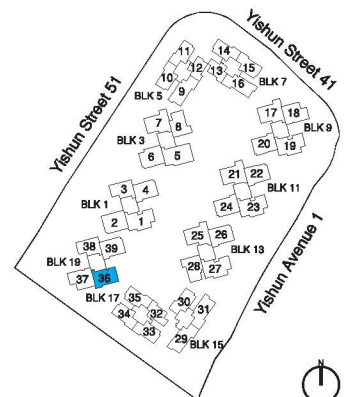 Yishun Street 41
Yishun Street 51
Yishun Avenue 1
11
12
10
9
BLK 5
14
15
13
16
BLK 7
7
8
6
5
BLK 3
17
18
20
19
BLK 9
3
4
2
1
BLK 1
21
22
24
23
BLK 11
38
39
37
36
BLK 19
25
26
28
27
BLK 13
BLK 17
35
34
32
33
30
31
29
BLK 15
N